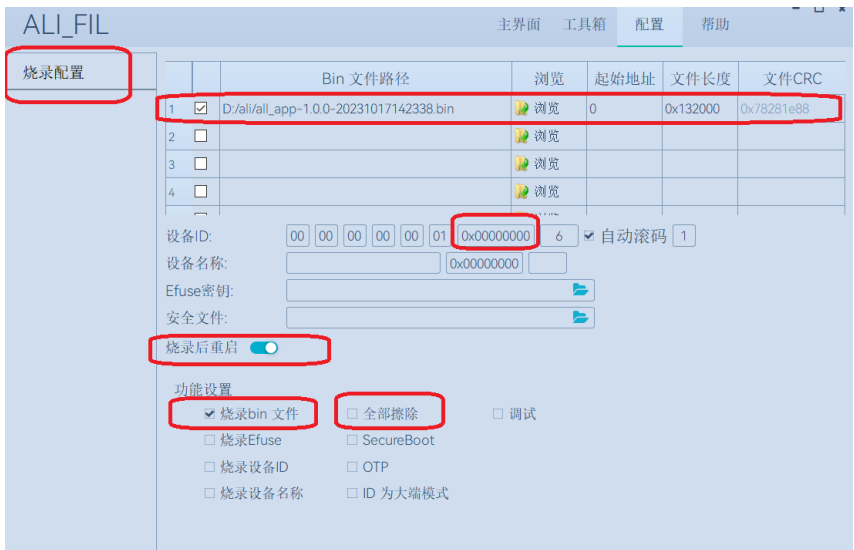 ALI_FIL
主界面 工具箱 配置 帮助
烧录配置
Bin 文件路径 浏览 起始地址 文件长度 文件CRC
1 D:/ali/all_app-1.0.0-20231017142338.bin 浏览 0 0x132000 0x78281e88
2 浏览
3 浏览
4 浏览
设备ID: 00 00 00 00 00 01 0x00000000 6 自动滚码 1
设备名称: 0x00000000
Efuse密钥:
安全文件:
烧录后重启
功能设置
烧录bin 文件 全部擦除 调试
烧录Efuse SecureBoot
烧录设备ID OTP
烧录设备名称 ID 为大端模式